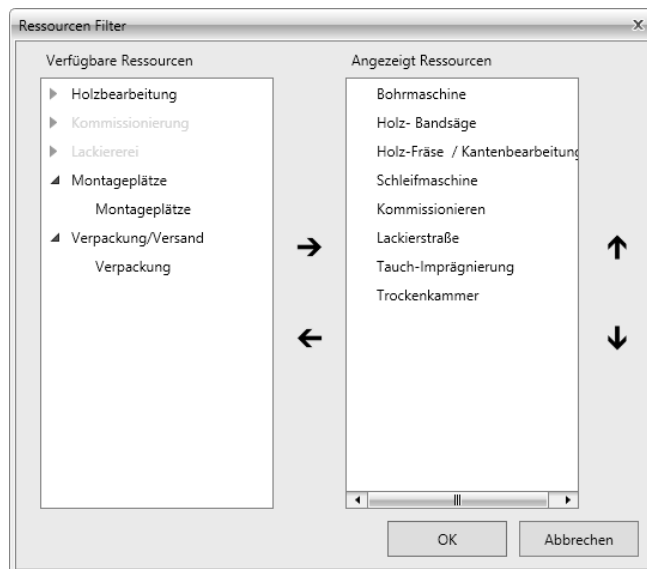 Ressourcen Filter
x
Verfügbare Ressourcen
Holzbearbeitung
Kommissionierung
Lackiererei
Montageplätze
Montageplätze
Verpackung/Versand
Verpackung
Angezeigt Ressourcen
Bohrmaschine
Holz- Bandsäge
Holz-Fräse / Kantenbearbeitung
Schleifmaschine
Kommissionieren
Lackierstraße
Tauch-Imprägnierung
Trockenkammer
OK
Abbrechen